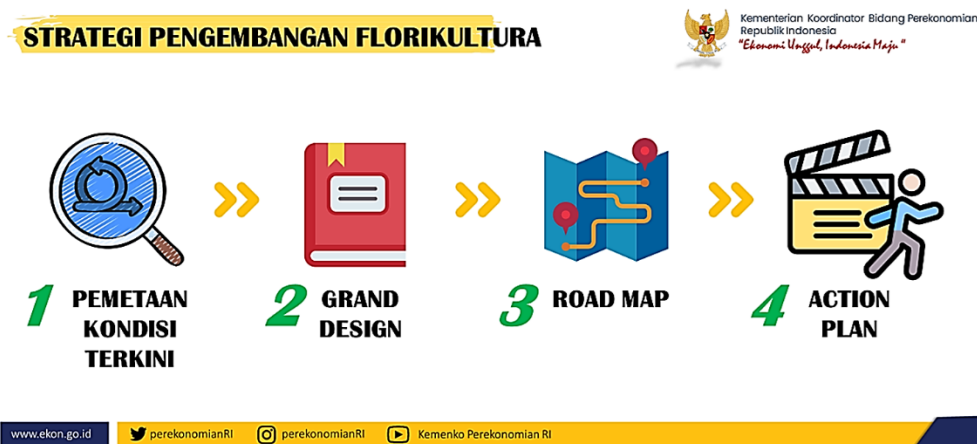 STRATEGI PENGEMBANGAN FLORIKULTURA
Kementerian Koordinator Bidang Perekonomian
Republik Indonesia
"Ekonomi Unggul, Indonesia Maju"
1 PEMETAAN
KONDISI
TERKINI
2 GRAND
DESIGN
3 ROAD MAP
4 ACTION
PLAN
www.ekon.go.id
perekonomianRI
perekonomianRI
Kemenko Perekonomian RI